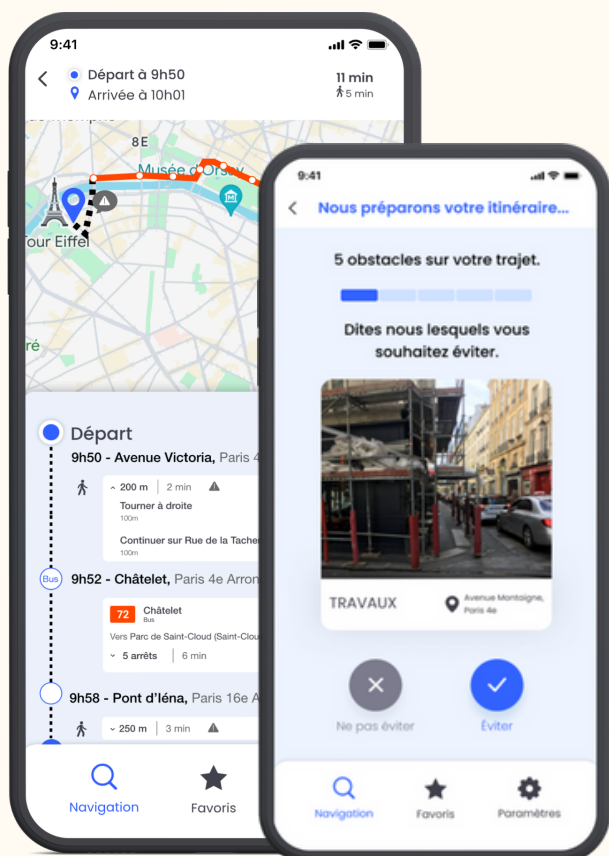 9:41
Départ à 9h50
11 min
Arrivée à 10h01
5 min
8E
Musée d'Orsay
Tour Eiffel
Départ
9h50 - Avenue Victoria, Paris 4
200 m
2 min
Tourner à droite
100m
Continuer sur Rue de la Tacher
100m
Bus
9h52 - Châtelet, Paris 4e Arron
72
Châtelet
Bus
Vers Parc de Saint-Cloud (Saint-Clou
5 arrêts
6 min
9h58 - Pont d'Iéna, Paris 16e A
250 m
3 min
Navigation
Favoris
9:41
Nous préparons votre itinéraire...
5 obstacles sur votre trajet.
Dites nous lesquels vous
souhaitez éviter.
TRAVAUX
Avenue Montaigne,
Paris 4e
Ne pas éviter
Éviter
Navigation
Favoris
Paramètres